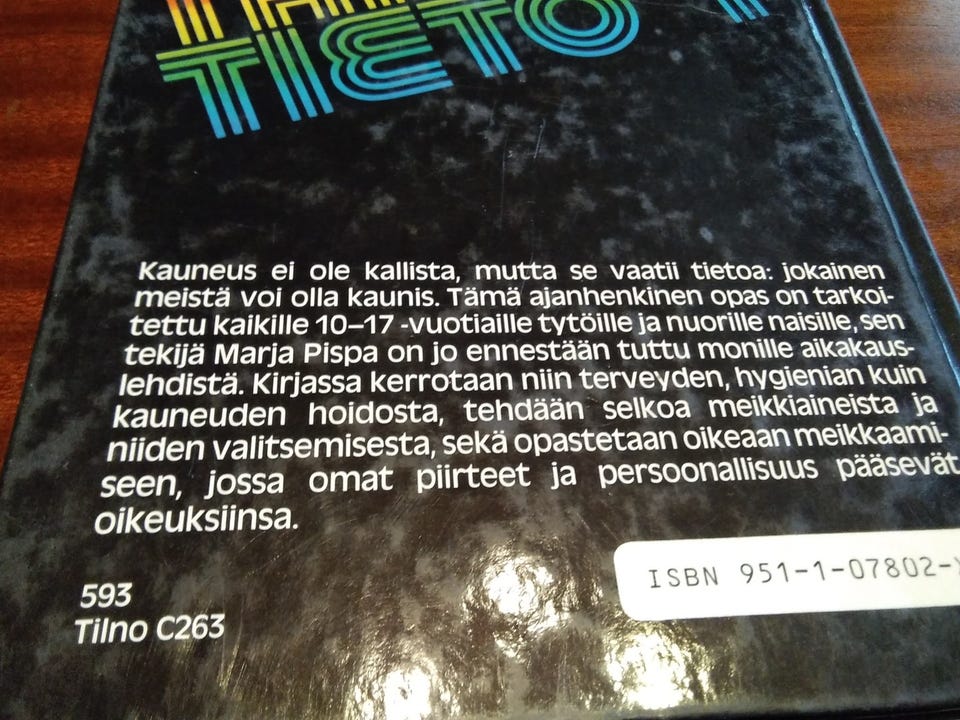 TIETO
Kauneus ei ole kallista, mutta se vaatii tietoa: jokainen
meistä voi olla kaunis. Tämä ajanhenkinen opas on tarkoi-
tettu kaikille 10–17 -vuotiaille tytöille ja nuorille naisille, sen
tekijä Marja Pispa on jo ennestään tuttu monille aikakaus-
lehdistä. Kirjassa kerrotaan niin terveyden, hygienian kuin
kauneuden hoidosta, tehdään selkoa meikkiaineista ja
niiden valitsemisesta, sekä opastetaan oikeaan meikkaami-
seen, jossa omat piirteet ja persoonallisuus pääsevät
oikeuksiinsa.
ISBN 951-1-07802-X
593
Tilno C263